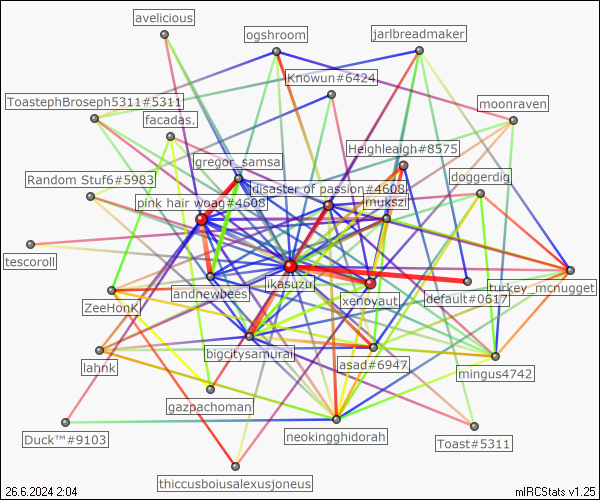 avelicious
ogshroom
jarlbreadmaker
Knowun#6424
ToastephBroseph5311#5311
moonraven
facadas.
Heighleaigh#8575
gregor_samsa
doggerdig
Random Stuf6#5983
disaster of passion#4608
pink hair woag#4608
mukszi
tescoroll
ikasuzu
turkey_mcnugget
andnewbees
xenoyaut
default#0617
ZeeHonK
bigcitysamurai
asad#6947
lahnk
mingus4742
gazpachoman
neokingghidorah
Duck™#9103
Toast#5311
thiccusboiusalexusjoneus
26.6.2024 2:04
mIRCStats v1.25